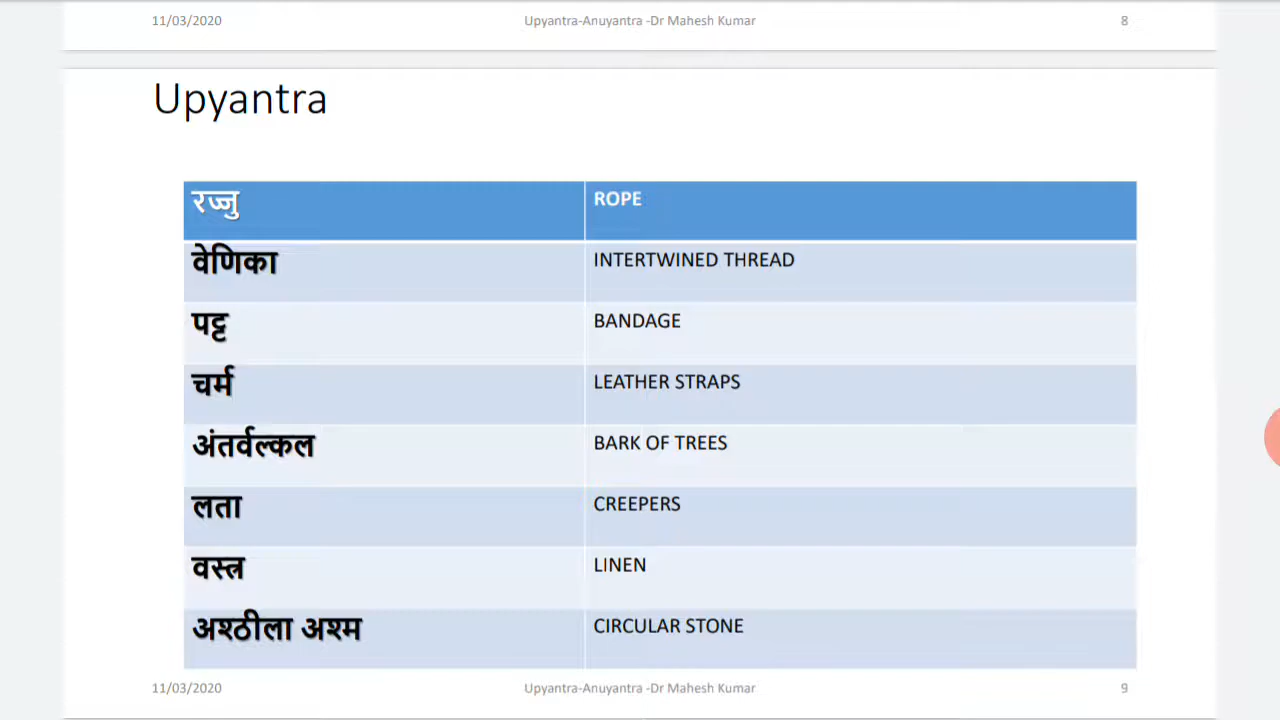 11/03/2020 Upyantra-Anuyantra -Dr Mahesh Kumar 8
Upyantra
रज्जु ROPE
वेणिका INTERTWINED THREAD
पट्ट BANDAGE
चर्म LEATHER STRAPS
अंतर्वल्कल BARK OF TREES
लता CREEPERS
वस्त्र LINEN
अश्ठीला अश्म CIRCULAR STONE
11/03/2020 Upyantra-Anuyantra -Dr Mahesh Kumar 9